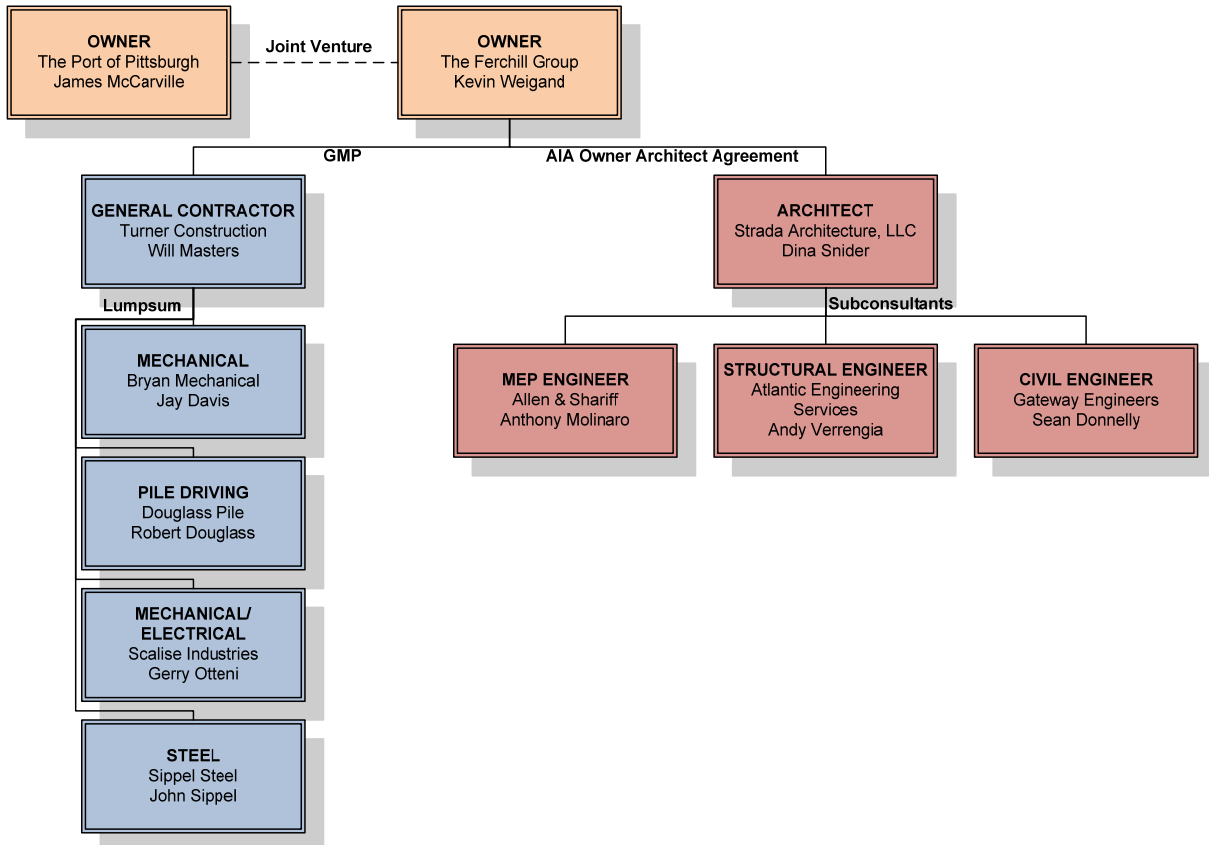 OWNER
The Port of Pittsburgh
James McCarville
Joint Venture
OWNER
The Ferchill Group
Kevin Weigand
GMP
AIA Owner Architect Agreement
GENERAL CONTRACTOR
Turner Construction
Will Masters
ARCHITECT
Strada Architecture, LLC
Dina Snider
Lumpsum
Subconsultants
MECHANICAL
Bryan Mechanical
Jay Davis
MEP ENGINEER
Allen & Shariff
Anthony Molinaro
STRUCTURAL ENGINEER
Atlantic Engineering
Services
Andy Verrengia
CIVIL ENGINEER
Gateway Engineers
Sean Donnelly
PILE DRIVING
Douglass Pile
Robert Douglass
MECHANICAL/
ELECTRICAL
Scalise Industries
Gerry Otteni
STEEL
Sippel Steel
John Sippel